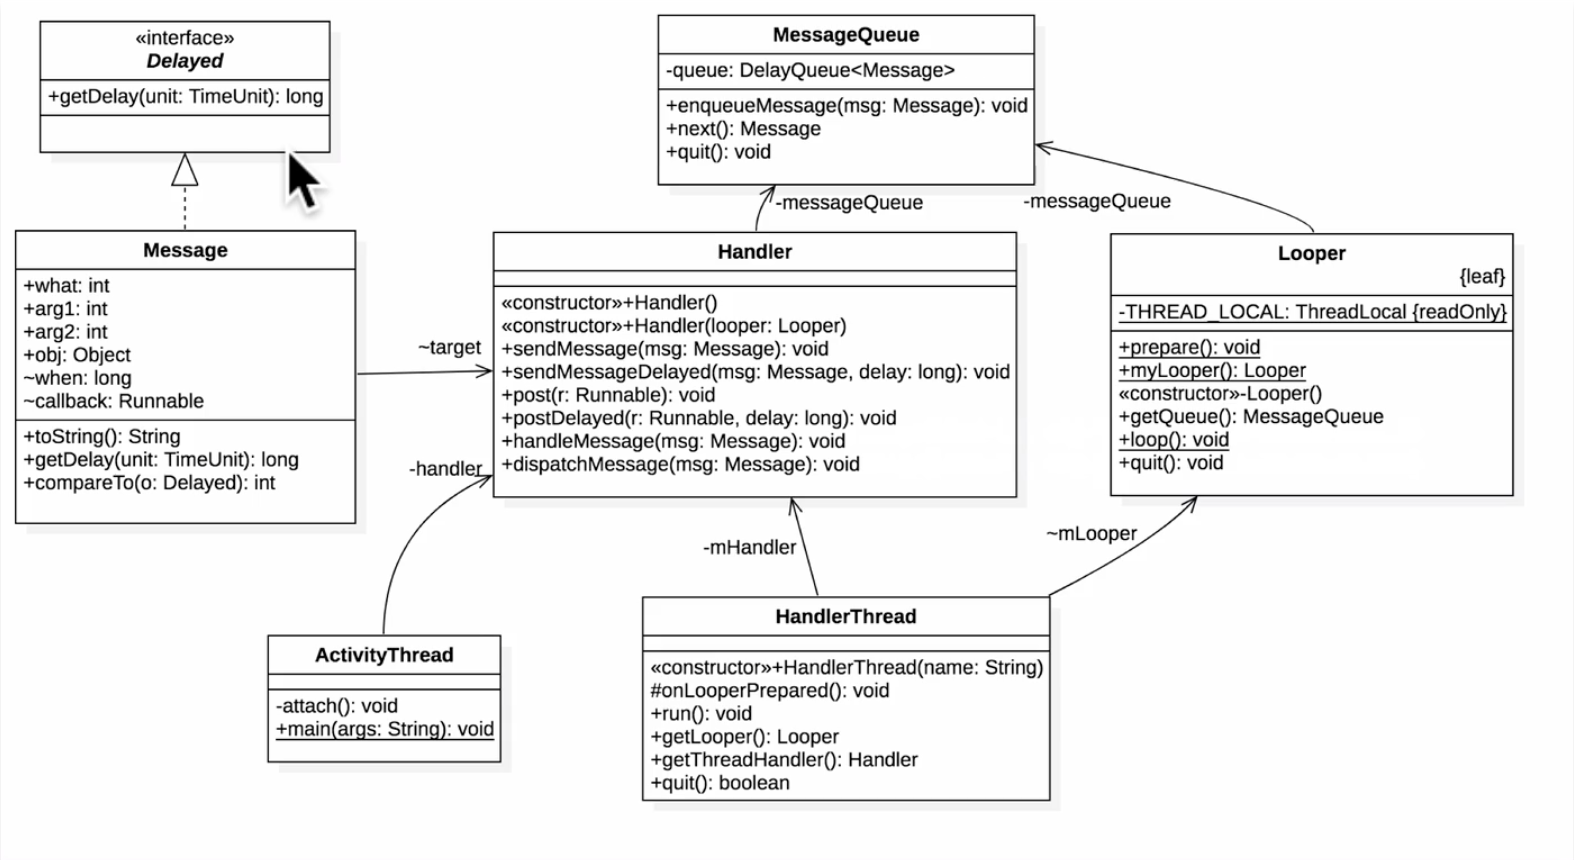 «interface»
Delayed
+getDelay(unit: TimeUnit): long
MessageQueue
-queue: DelayQueue<Message>
+enqueueMessage(msg: Message): void
+next(): Message
+quit(): void
-messageQueue
-messageQueue
Message
+what: int
+arg1: int
+arg2: int
+obj: Object
~when: long
~callback: Runnable
+toString(): String
+getDelay(unit: TimeUnit): long
+compareTo(o: Delayed): int
~target
-handler
Handler
«constructor»+Handler()
«constructor»+Handler(looper: Looper)
+sendMessage(msg: Message): void
+sendMessageDelayed(msg: Message, delay: long): void
+post(r: Runnable): void
+postDelayed(r: Runnable, delay: long): void
+handleMessage(msg: Message): void
+dispatchMessage(msg: Message): void
Looper
{leaf}
-THREAD_LOCAL: ThreadLocal {readOnly}
+prepare(): void
+myLooper(): Looper
«constructor»-Looper()
+getQueue(): MessageQueue
+loop(): void
+quit(): void
-mHandler
~mLooper
ActivityThread
-attach(): void
+main(args: String): void
HandlerThread
«constructor»+HandlerThread(name: String)
#onLooperPrepared(): void
+run(): void
+getLooper(): Looper
+getThreadHandler(): Handler
+quit(): boolean